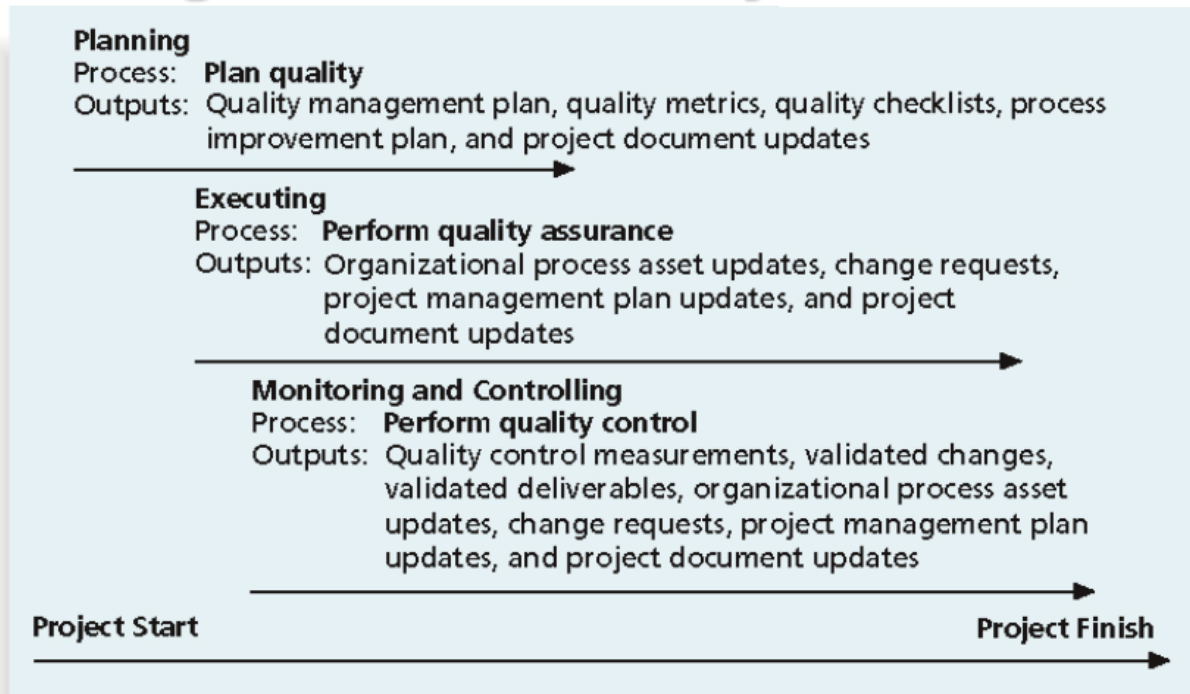 Planning
Process: Plan quality
Outputs: Quality management plan, quality metrics, quality checklists, process
improvement plan, and project document updates
Executing
Process: Perform quality assurance
Outputs: Organizational process asset updates, change requests,
project management plan updates, and project
document updates
Monitoring and Controlling
Process: Perform quality control
Outputs: Quality control measurements, validated changes,
validated deliverables, organizational process asset
updates, change requests, project management plan
updates, and project document updates
Project Start Project Finish